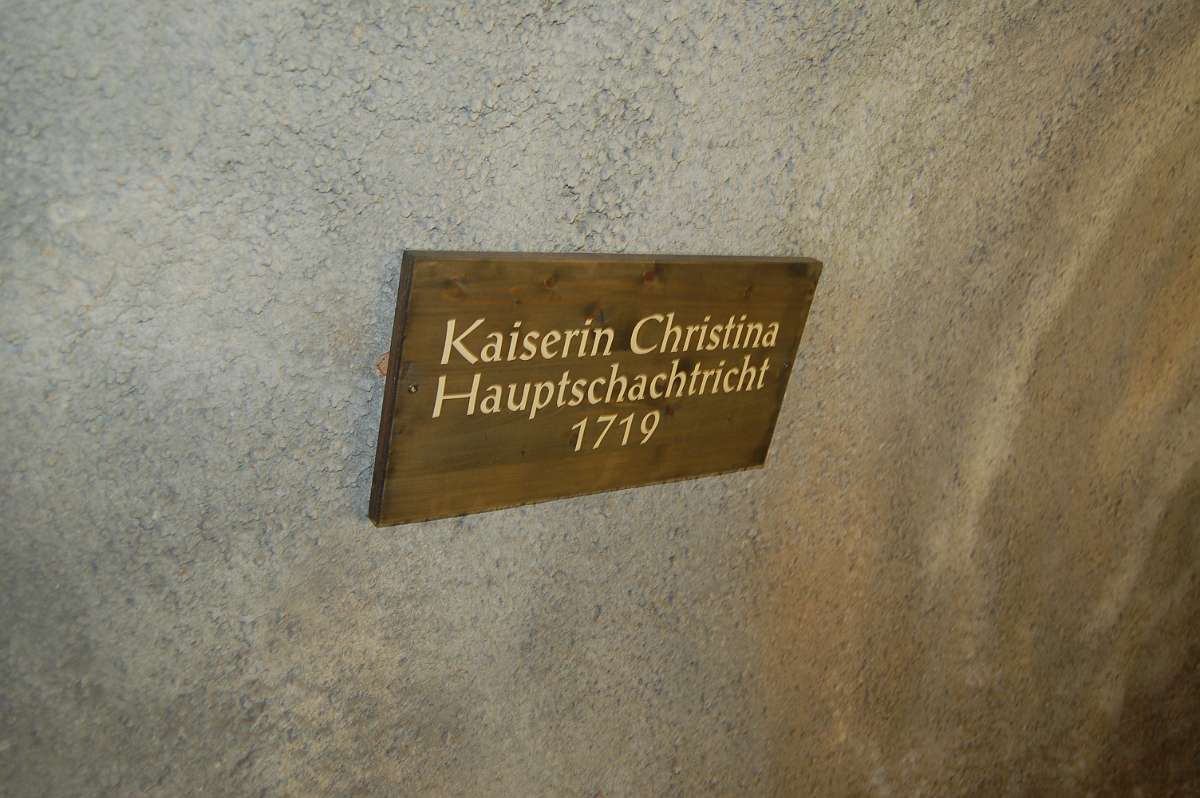 Kaiserin Christina
Hauptschachtricht
1719